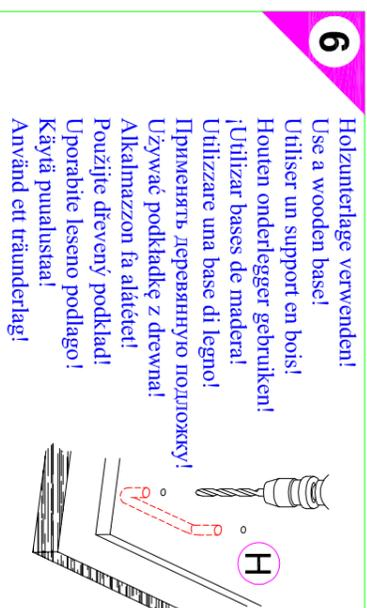 6
Holzunterlage verwenden!
Use a wooden base!
Utiliser un support en bois!
Houten onderlegger gebruiken!
¡Utilizar bases de madera!
Utilizzare una base di legno!
Применять деревянную подложку!
Używać podkładkę z drewna!
Alkalmazzon fa alátétet!
Použijte dřevený podklad!
Uporabite leseno podlago!
Käytä puualustaa!
Använd ett träunderlag!
H